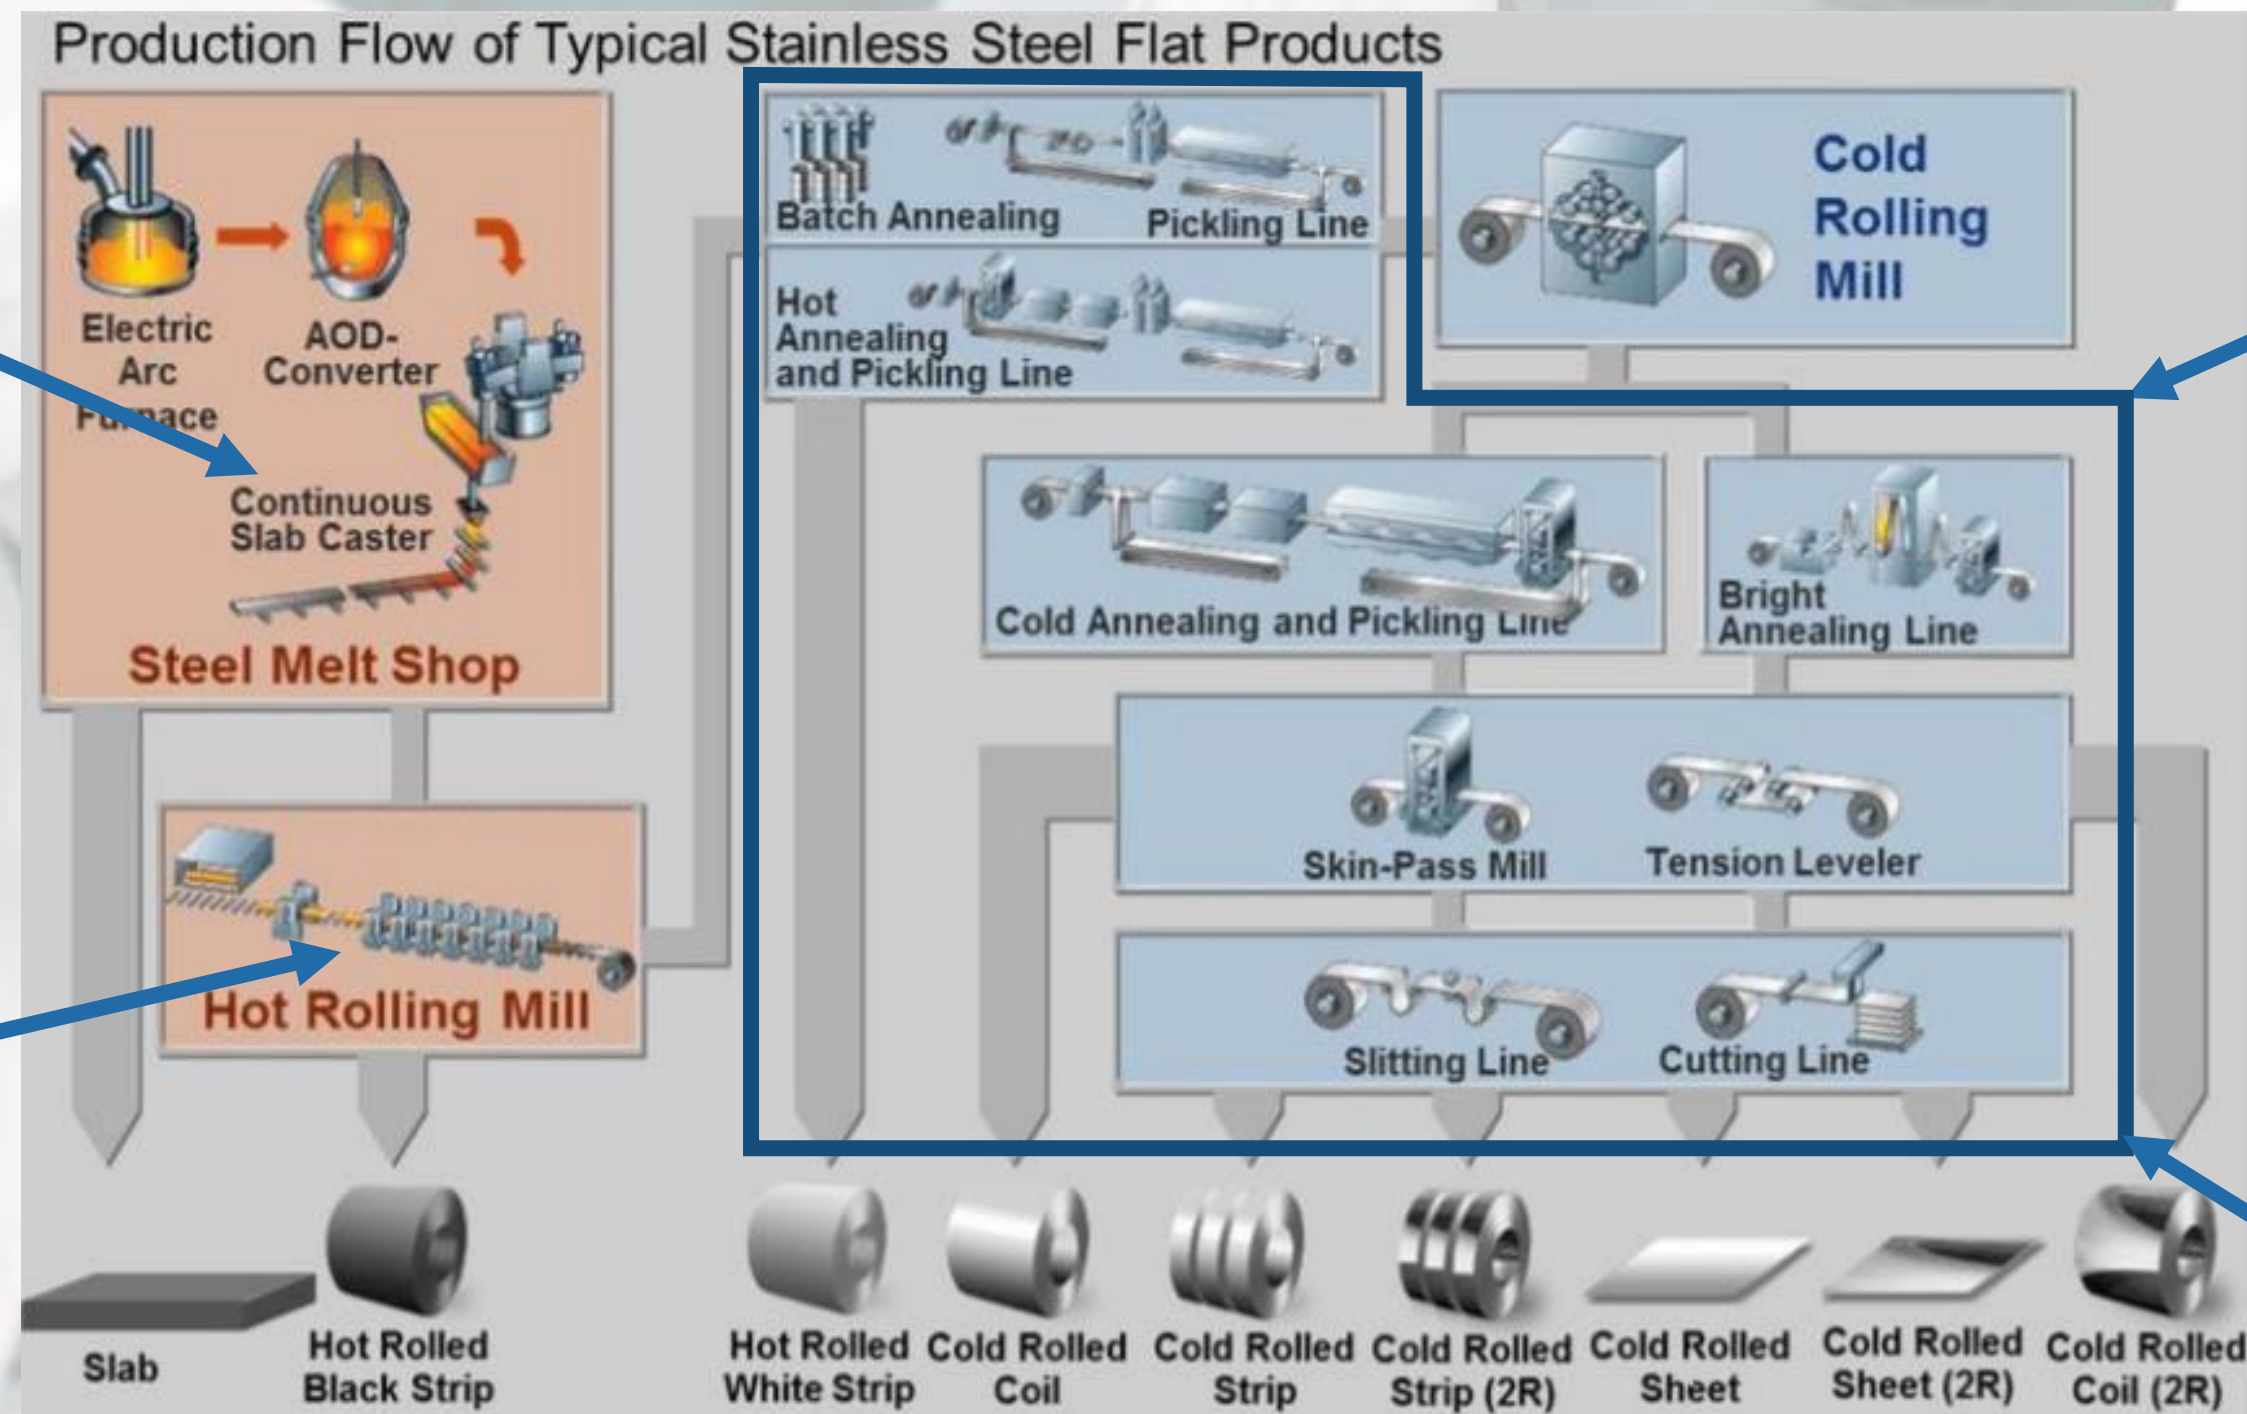 Production Flow of Typical Stainless Steel Flat Products
Electric
Arc
Furnace
AOD-
Converter
Continuous
Slab Caster
Steel Melt Shop
Hot Rolling Mill
Batch Annealing
Pickling Line
Hot
Annealing
and Pickling Line
Cold
Rolling
Mill
Cold Annealing and Pickling Line
Bright
Annealing Line
Skin-Pass Mill
Tension Leveler
Slitting Line
Cutting Line
Slab
Hot Rolled
Black Strip
Hot Rolled
White Strip
Cold Rolled
Coil
Cold Rolled
Strip
Cold Rolled
Strip (2R)
Cold Rolled
Sheet
Cold Rolled
Sheet (2R)
Cold Rolled
Coil (2R)